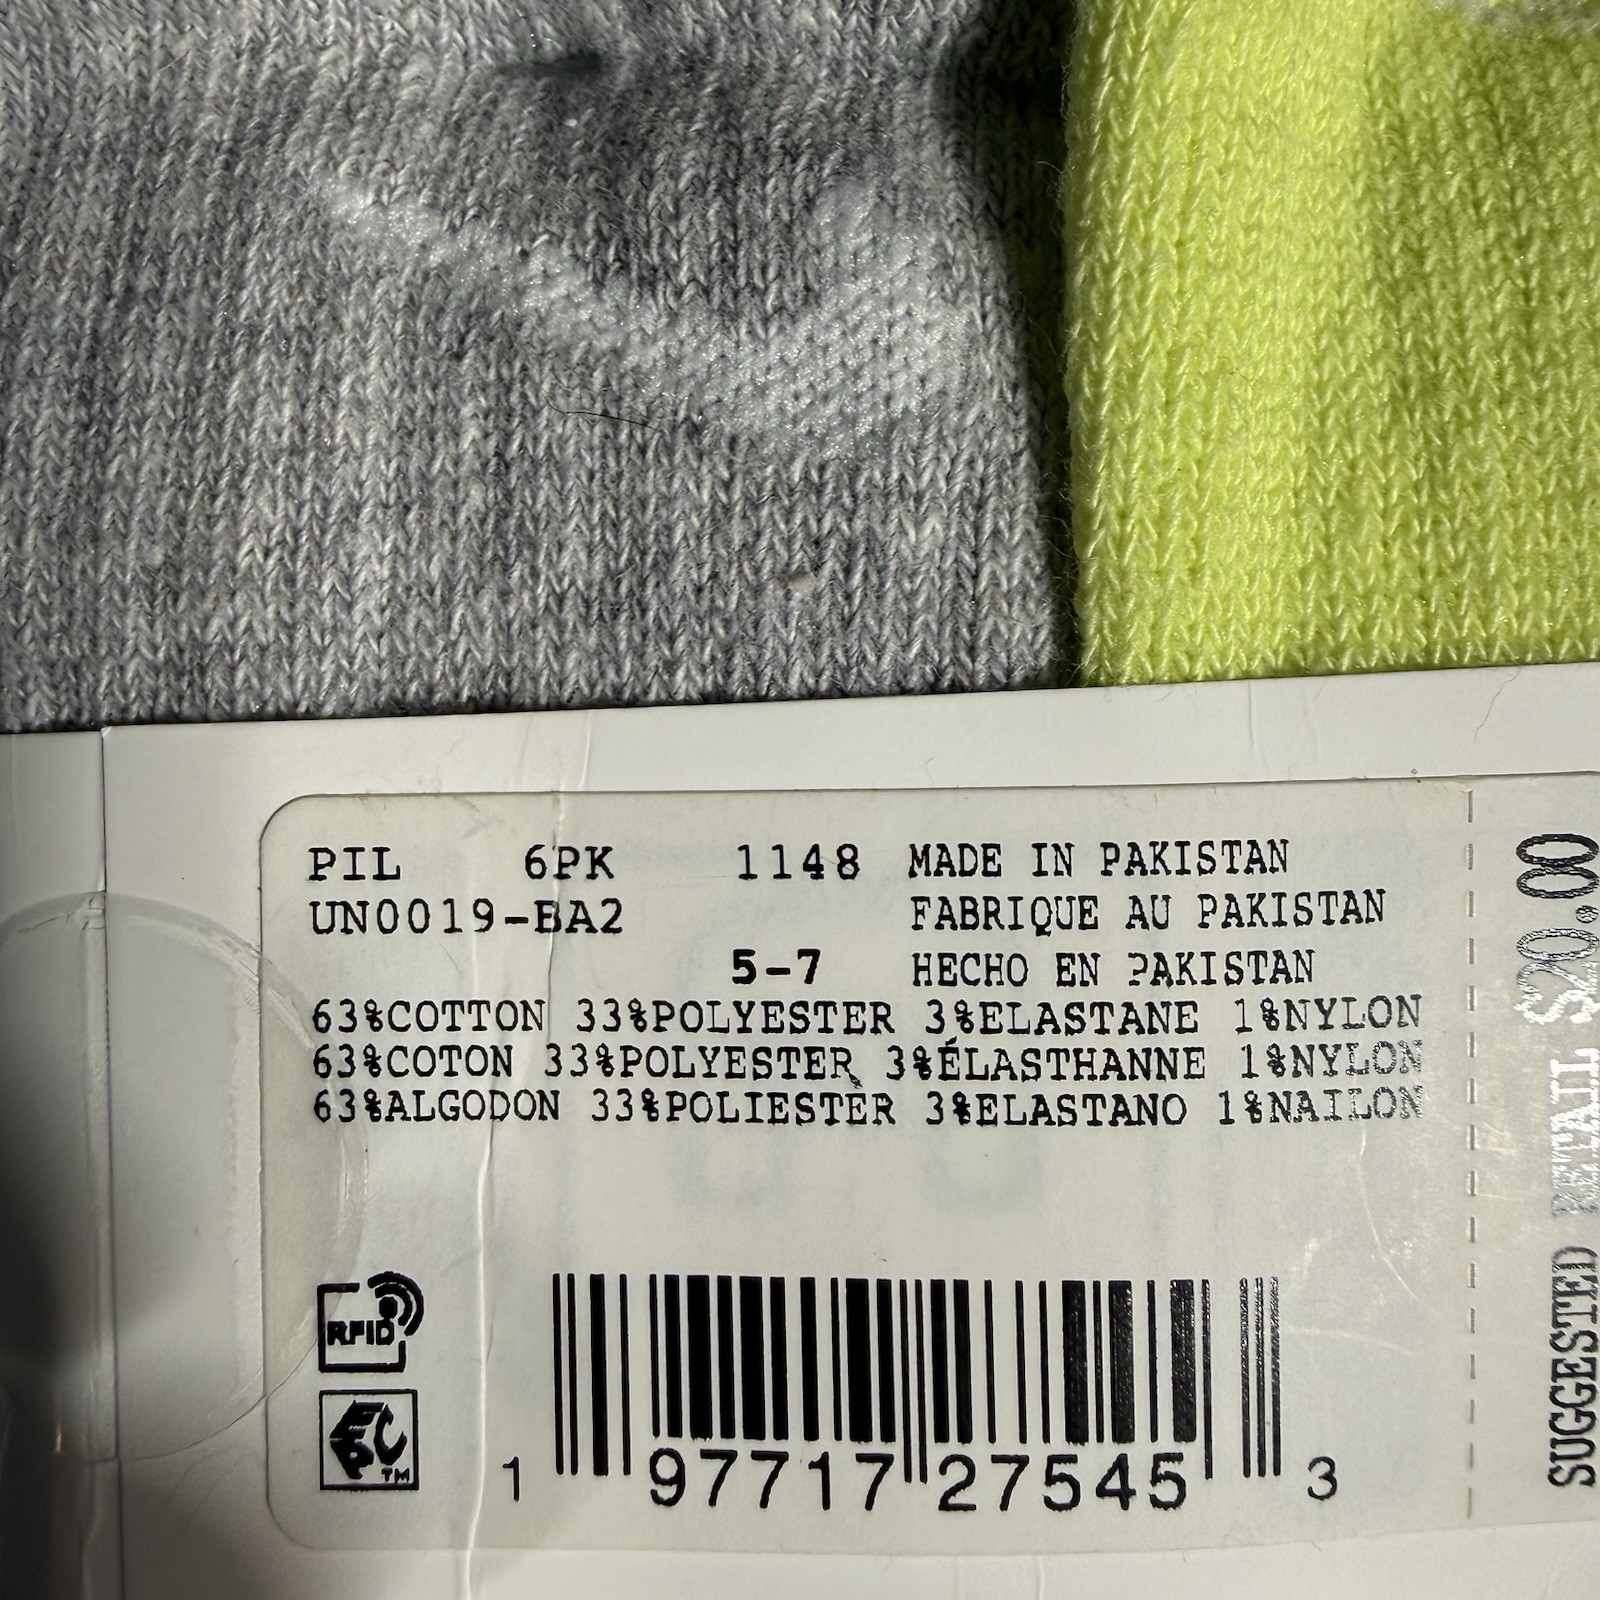 PIL 6PK 1148 MADE IN PAKISTAN
UN0019-BA2 FABRIQUE AU PAKISTAN
5-7 HECHO EN PAKISTAN
63%COTTON 33%POLYESTER 3%ELASTANE 1%NYLON
63%COTON 33%POLYESTER 3%ÉLASTHANNE 1%NYLON
63%ALGODON 33%POLIESTER 3%ELASTANO 1%NAILON
RFID
EPC TM
1 97717 27545 3
SUGGESTED RETAIL $20.00